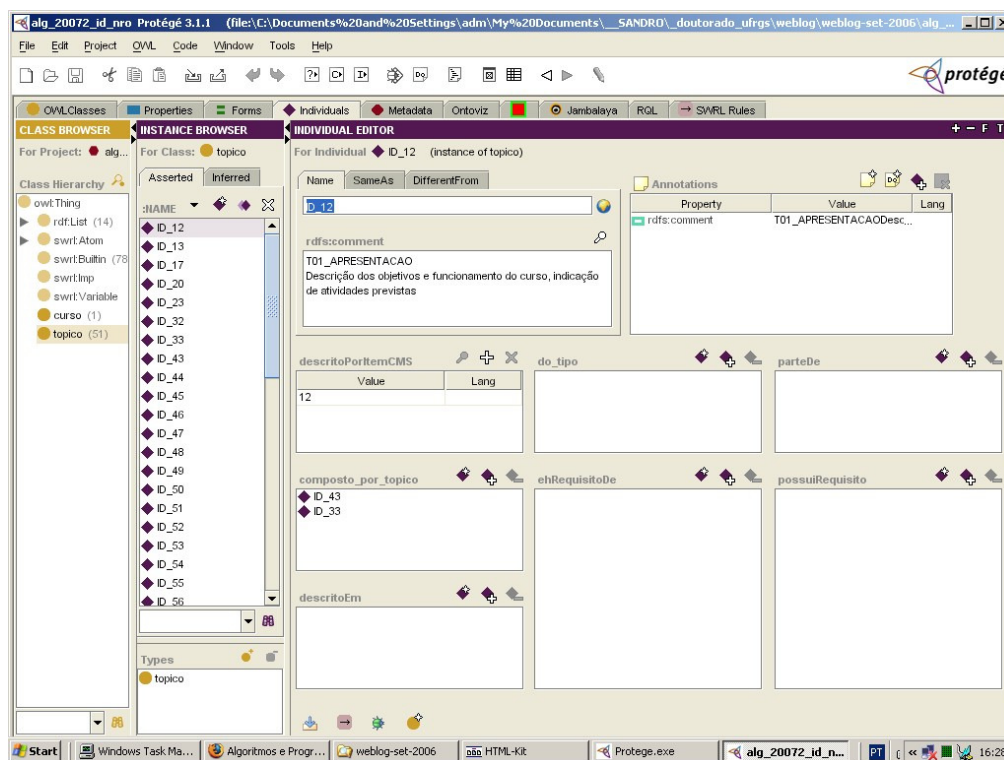 alg_20072_id_nro Protégé 3.1.1 (file:\C:\Documents%20and%20Settings\adm\My%20Documents\__SANDRO\_doutorado_ufrgs\weblog\weblog-set-2006\alg_...
File Edit Project OWL Code Window Tools Help
protégé
OWLClasses Properties Forms Individuals Metadata Ontoviz Jambalaya RQL SWRL Rules
CLASS BROWSER INSTANCE BROWSER INDIVIDUAL EDITOR + − F T
For Project: alg... For Class: topico For Individual ID_12 (instance of topico)
Class Hierarchy
owl:Thing
rdf:List (14)
swrl:Atom
swrl:Builtin (78
swrl:Imp
swrl:Variable
curso (1)
topico (51)
Asserted Inferred
:NAME
ID_12
ID_13
ID_17
ID_20
ID_23
ID_32
ID_33
ID_43
ID_44
ID_45
ID_46
ID_47
ID_48
ID_49
ID_50
ID_51
ID_52
ID_53
ID_54
ID_55
ID_56
Types
topico
Name SameAs DifferentFrom
ID_12
rdfs:comment
T01_APRESENTACAO
Descrição dos objetivos e funcionamento do curso, indicação
de atividades previstas
Annotations
Property Value Lang
rdfs:comment T01_APRESENTACAODesc...
descritoPorItemCMS do_tipo parteDe
Value Lang
12
composto_por_topico ehRequisitoDe possuiRequisito
ID_43
ID_33
descritoEm
Start Windows Task Ma... Algoritmos e Progr... weblog-set-2006 HTML-Kit Protege.exe alg_20072_id_n... PT « 16:28